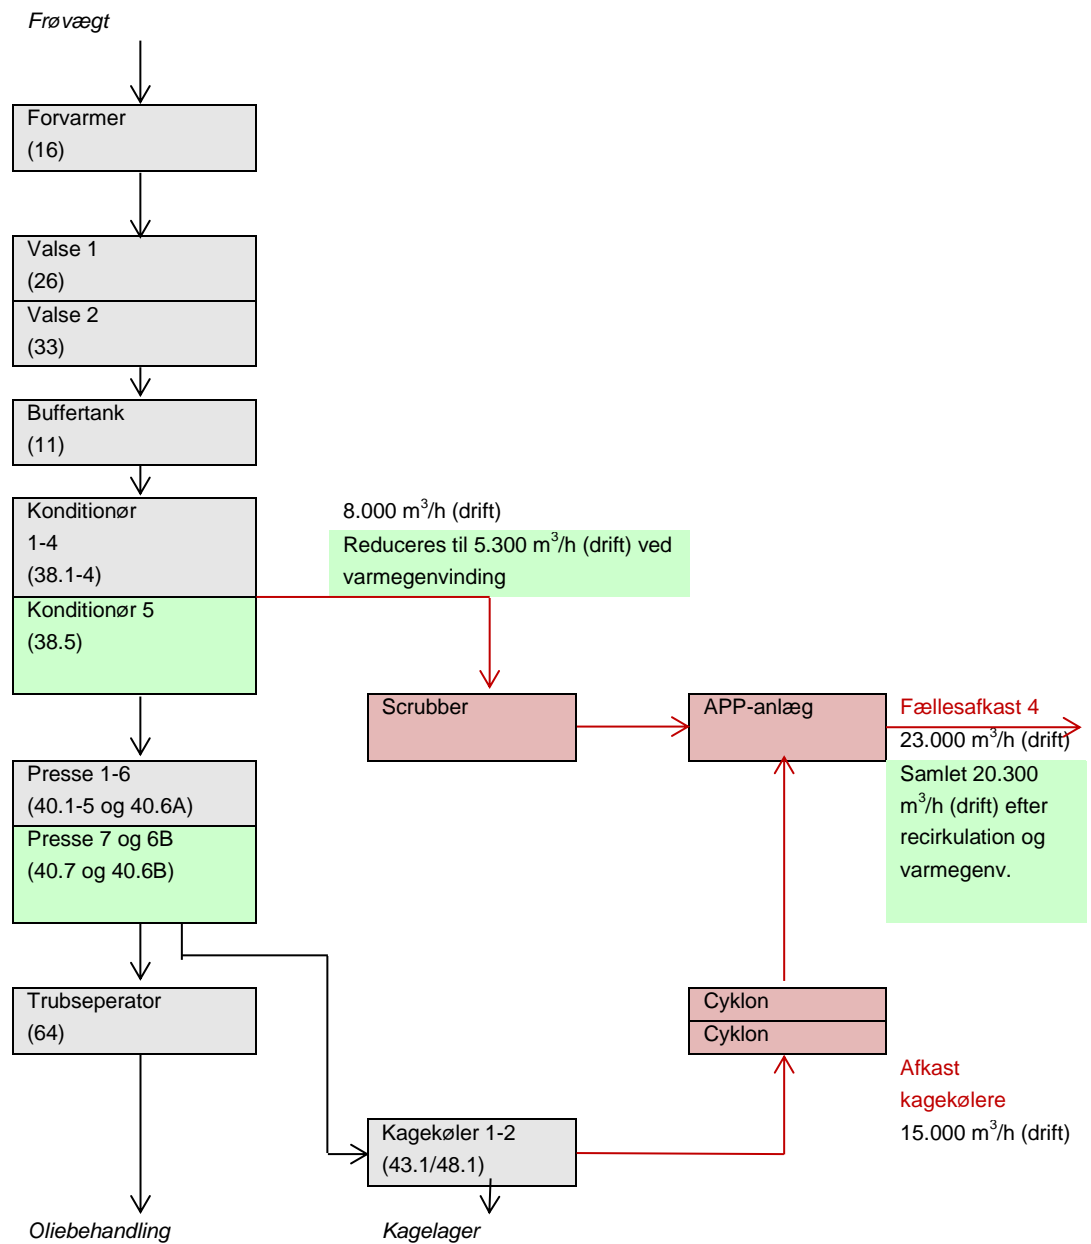 Frøvægt
Forvarmer
(16)
Valse 1
(26)
Valse 2
(33)
Buffertank
(11)
Konditionør
1-4
(38.1-4)
Konditionør 5
(38.5)
8.000 m³/h (drift)
Reduceres til 5.300 m³/h (drift) ved
varmegenvinding
Scrubber
APP-anlæg
Fællesafkast 4
23.000 m³/h (drift)
Samlet 20.300
m³/h (drift) efter
recirkulation og
varmegenv.
Presse 1-6
(40.1-5 og 40.6A)
Presse 7 og 6B
(40.7 og 40.6B)
Trubseperator
(64)
Cyklon
Cyklon
Afkast
kagekølere
15.000 m³/h (drift)
Kagekøler 1-2
(43.1/48.1)
Oliebehandling
Kagelager